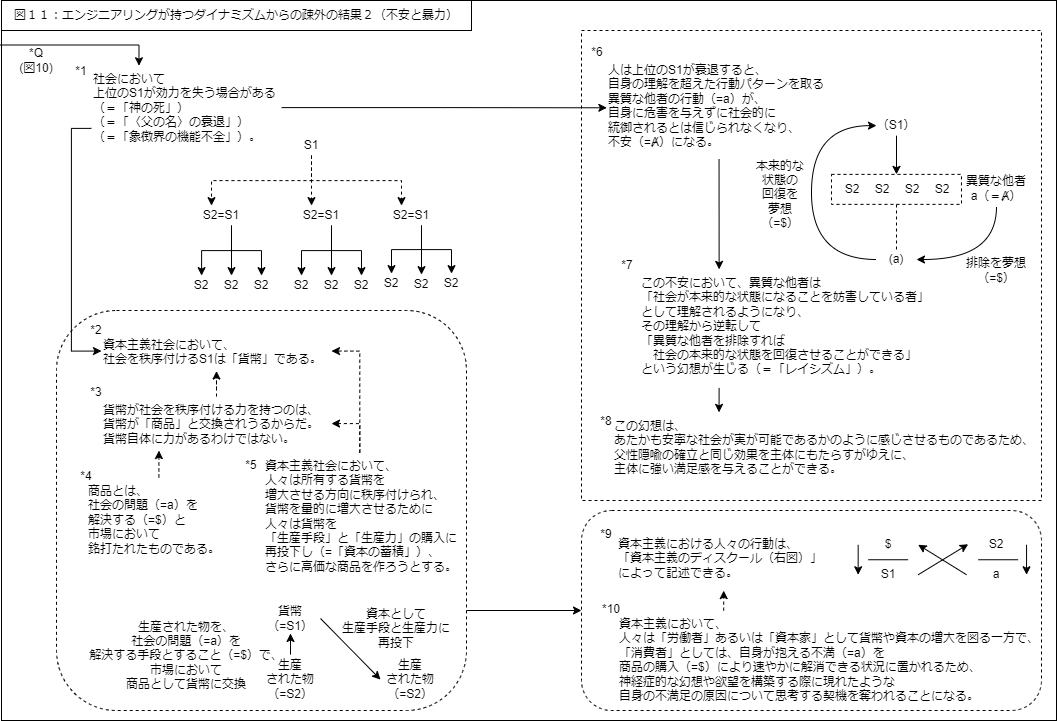 図１１：エンジニアリングが持つダイナミズムからの疎外の結果２（不安と暴力）
*Q
(図10)
*1
社会において
上位のS1が効力を失う場合がある
（＝「神の死」）
（＝「〈父の名〉の衰退」）
（＝「象徴界の機能不全」）。
S1
S2=S1 S2=S1 S2=S1
S2 S2 S2 S2 S2 S2 S2 S2 S2
*2
資本主義社会において、
社会を秩序付けるS1は「貨幣」である。
*3
貨幣が社会を秩序付ける力を持つのは、
貨幣が「商品」と交換されうるからだ。
貨幣自体に力があるわけではない。
*4
商品とは、
社会の問題（=a）を
解決する（=$）と
市場において
銘打たれたものである。
*5
資本主義社会において、
人々は所有する貨幣を
増大させる方向に秩序付けられ、
貨幣を量的に増大させるために
人々は貨幣を
「生産手段」と「生産力」の購入に
再投下し（=「資本の蓄積」）、
さらに高価な商品を作ろうとする。
生産された物を、
社会の問題（=a）を
解決する手段とすること（=$）で、
市場において
商品として貨幣に交換
貨幣
(=S1)
生産
された物
(=S2)
資本として
生産手段と生産力に
再投下
生産
された物
(=S2)
*6
人は上位のS1が衰退すると、
自身の理解を超えた行動パターンを取る
異質な他者の行動（=a）が、
自身に危害を与えずに社会的に
統御されるとは信じられなくなり、
不安（=Ⱥ）になる。
本来的な
状態の
回復を
夢想
(=$)
（S1）
S2 S2 S2 S2
異質な他者
a（=Ⱥ）
（a）
排除を夢想
(=$)
*7
この不安において、異質な他者は
「社会が本来的な状態になることを妨害している者」
として理解されるようになり、
その理解から逆転して
「異質な他者を排除すれば
社会の本来的な状態を回復させることができる」
という幻想が生じる（＝「レイシズム」）。
*8
この幻想は、
あたかも安寧な社会が実が可能であるかのように感じさせるものであるため、
父性隠喩の確立と同じ効果を主体にもたらすがゆえに、
主体に強い満足感を与えることができる。
*9
資本主義における人々の行動は、
「資本主義のディスクール（右図）」
によって記述できる。
$ S2
S1 a
*10
資本主義において、
人々は「労働者」あるいは「資本家」として貨幣や資本の増大を図る一方で、
「消費者」としては、自身が抱える不満（=a）を
商品の購入（=$）により速やかに解消できる状況に置かれるため、
神経症的な幻想や欲望を構築する際に現れたような
自身の不満足の原因について思考する契機を奪われることになる。